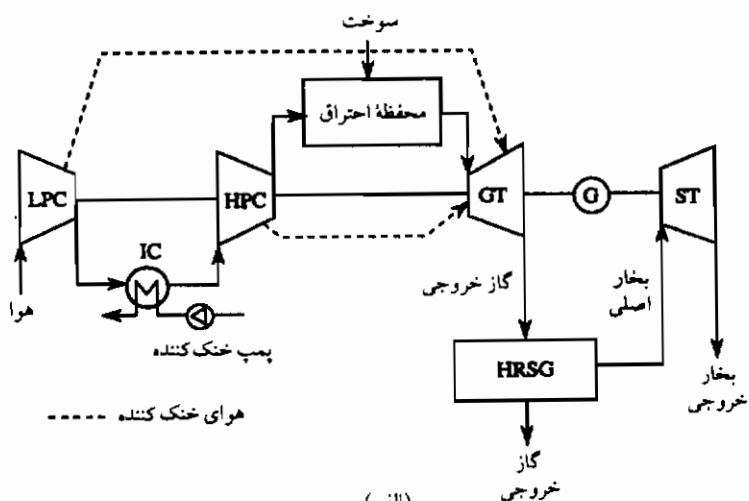 سوخت
محفظهٔ احتراق
LPC
HPC
GT
G
ST
IC
هوا
پمپ خنک کننده
گاز خروجی
بخار
اصلی
HRSG
بخار
خروجی
هوای خنک کننده
گاز
خروجی
(الف)